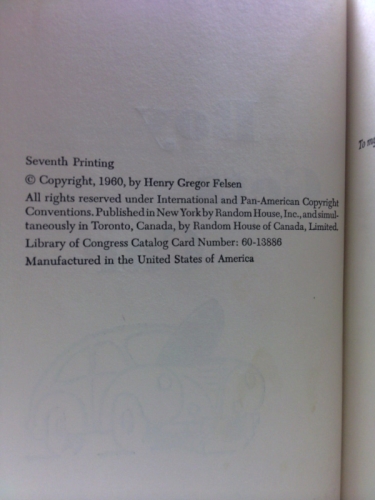 Seventh Printing
© Copyright, 1960, by Henry Gregor Felsen
All rights reserved under International and Pan-American Copyright
Conventions. Published in New York by Random House, Inc., and simul-
taneously in Toronto, Canada, by Random House of Canada, Limited.
Library of Congress Catalog Card Number: 60-13886
Manufactured in the United States of America
To